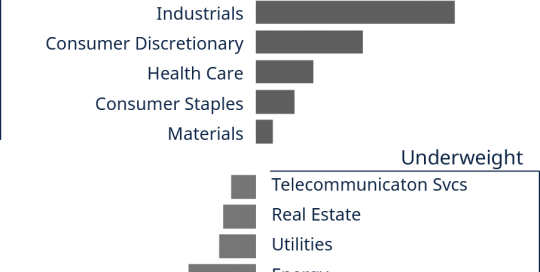 Industrials
Consumer Discretionary
Health Care
Consumer Staples
Materials
Underweight
Telecommunicaton Svcs
Real Estate
Utilities